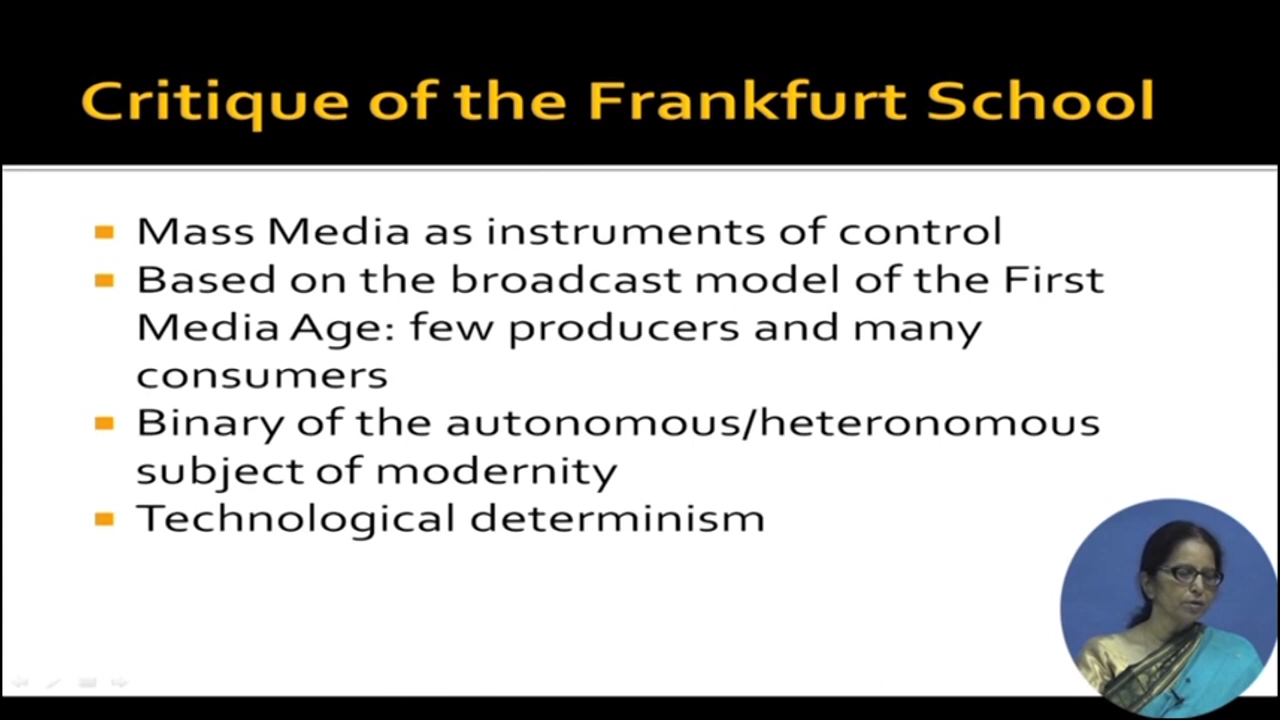 Critique of the Frankfurt School
Mass Media as instruments of control
Based on the broadcast model of the First
Media Age: few producers and many
consumers
Binary of the autonomous/heteronomous
subject of modernity
Technological determinism